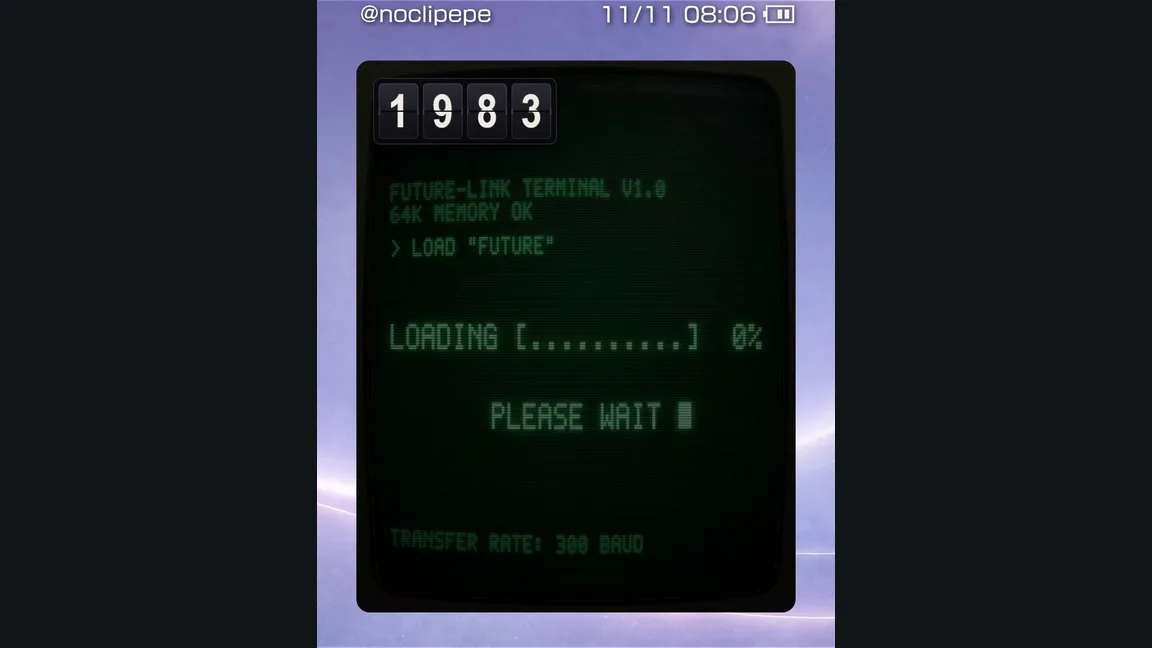 @noclipepe 11/11 08:06
1983
FUTURE-LINK TERMINAL V1.0
64K MEMORY OK
> LOAD "FUTURE"
LOADING [..........] 0%
PLEASE WAIT
TRANSFER RATE: 300 BAUD